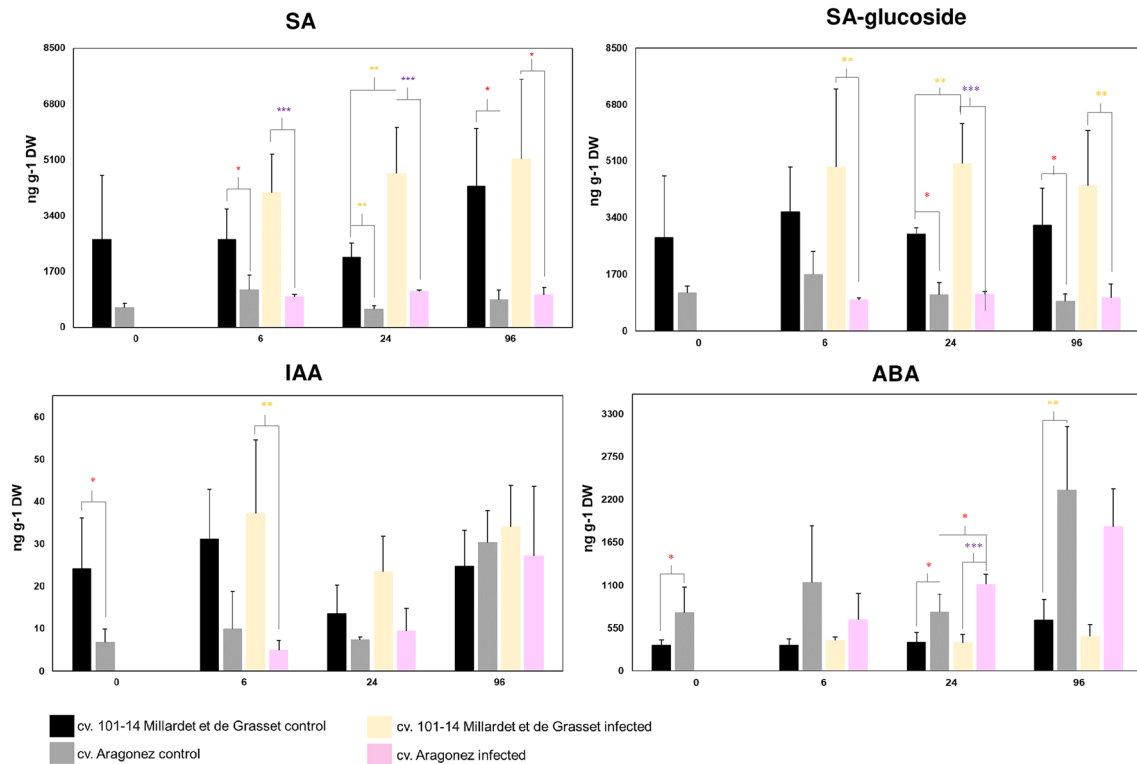 SA
8500
6800
5100
3400
1700
0
ng g-1 DW
* *** ** *** ** * *
0 6 24 96
SA-glucoside
8500
6800
5100
3400
1700
0
ng g-1 DW
** ** *** * * **
0 6 24 96
IAA
60
50
40
30
20
10
0
ng g-1 DW
* **
0 6 24 96
ABA
3300
2750
2200
1650
1100
550
0
ng g-1 DW
* * * *** **
0 6 24 96
cv. 101-14 Millardet et de Grasset control
cv. 101-14 Millardet et de Grasset infected
cv. Aragonez control
cv. Aragonez infected